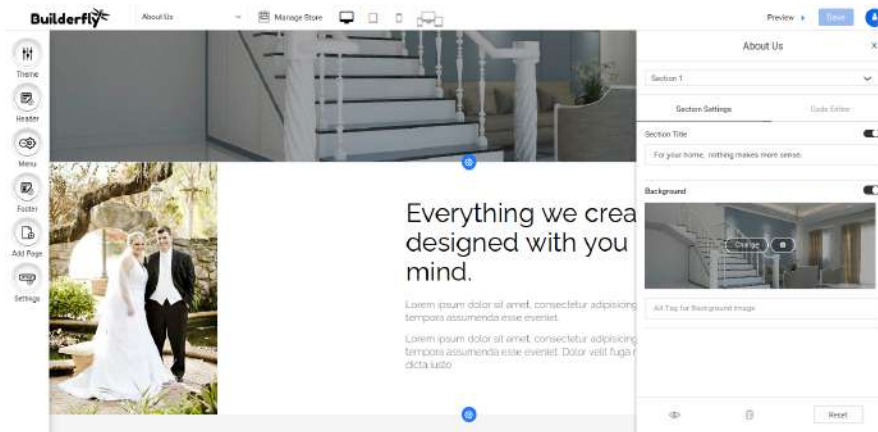 Builderfly
About Us
Manage Store
Preview
Save
Theme
Header
Menu
Footer
Add Page
Settings
Everything we crea
designed with you
mind.
Lorem ipsum dolor sit amet, consectetur adipisicing
tempora assumenda esse eveniet.
Lorem ipsum dolor sit amet, consectetur adipisicing
tempora assumenda esse eveniet. Dolor velit fuga
dicta iusto
About Us
X
Section 1
Section Settings
Code Editor
Section Title
For your home, nothing makes more sense.
Background
Change
Alt Tag for Background Image
Reset